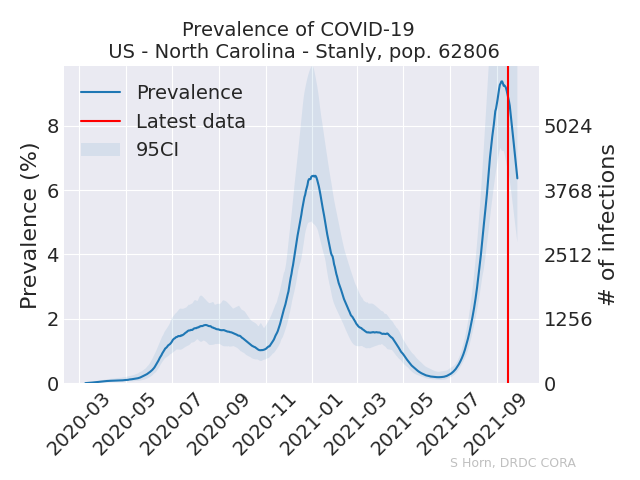 Prevalence of COVID-19
US - North Carolina - Stanly, pop. 62806
Prevalence
Latest data
95CI
Prevalence (%)
8
6
4
2
0
5024
3768
2512
1256
0
# of infections
2020-03
2020-05
2020-07
2020-09
2020-11
2021-01
2021-03
2021-05
2021-07
2021-09
S Horn, DRDC CORA